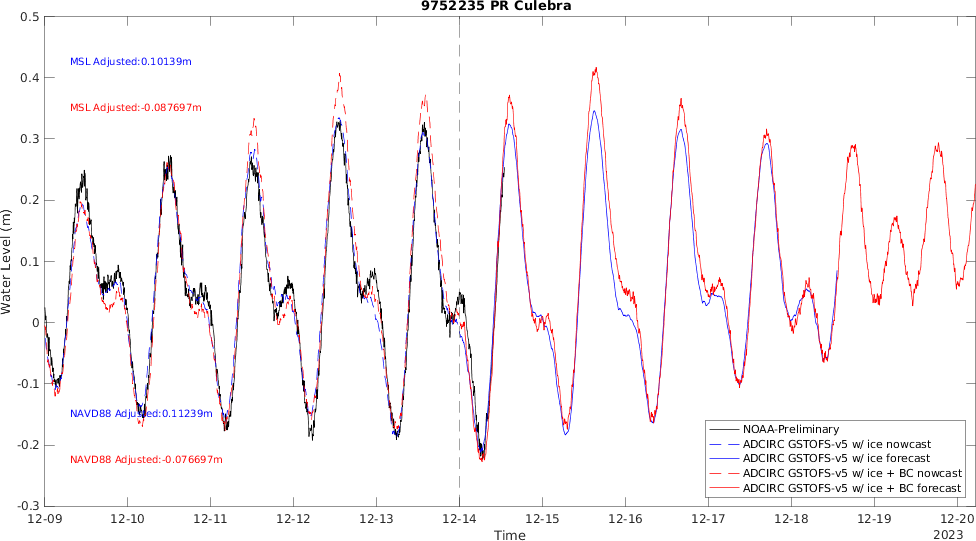 9752235 PR Culebra
0.5
0.4
0.3
0.2
0.1
0
-0.1
-0.2
-0.3
Water Level (m)
MSL Adjusted:0.10139m
MSL Adjusted:-0.087697m
NAVD88 Adjusted:0.11239m
NAVD88 Adjusted:-0.076697m
NOAA-Preliminary
ADCIRC GSTOFS-v5 w/ ice nowcast
ADCIRC GSTOFS-v5 w/ ice forecast
ADCIRC GSTOFS-v5 w/ ice + BC nowcast
ADCIRC GSTOFS-v5 w/ ice + BC forecast
12-09 12-10 12-11 12-12 12-13 12-14 12-15 12-16 12-17 12-18 12-19 12-20
Time
2023